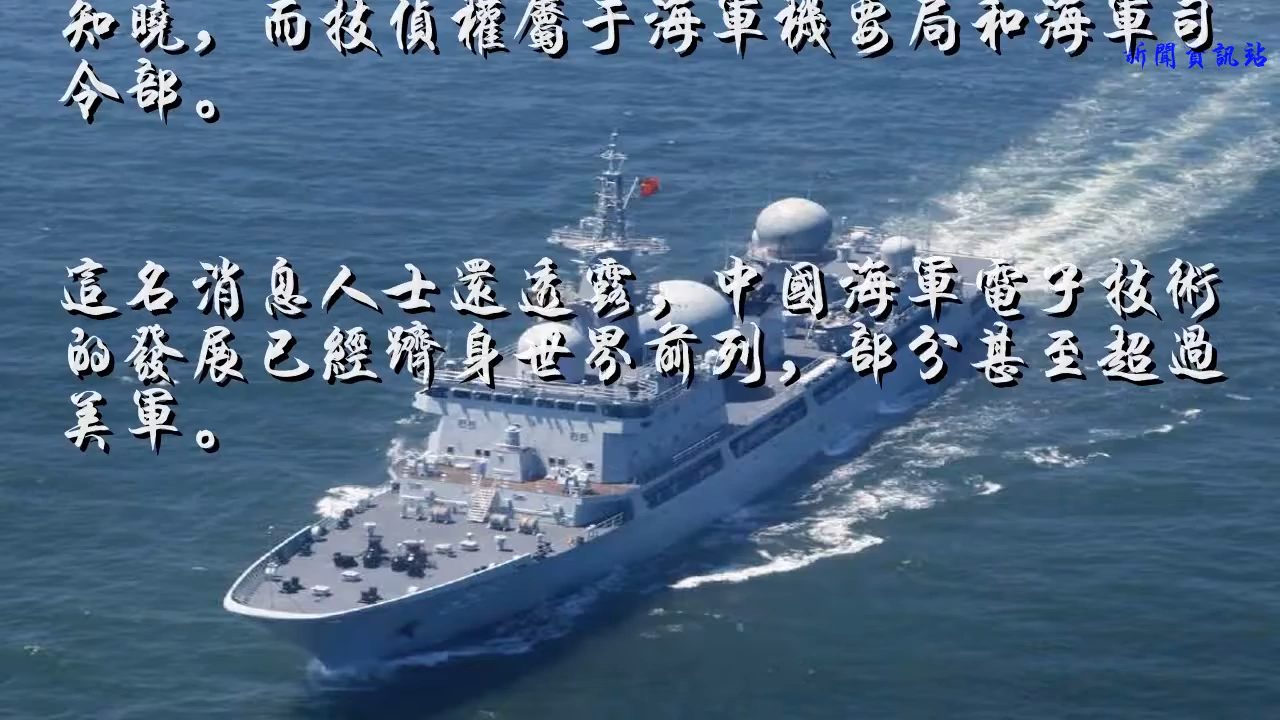 知曉，而技偵權屬于海軍機要局和海軍司
听聞資訊站
令部。
這名消息人士還透露，中國海軍電子技術
的發展已經躋身世界前列，部分甚至超過
美軍。